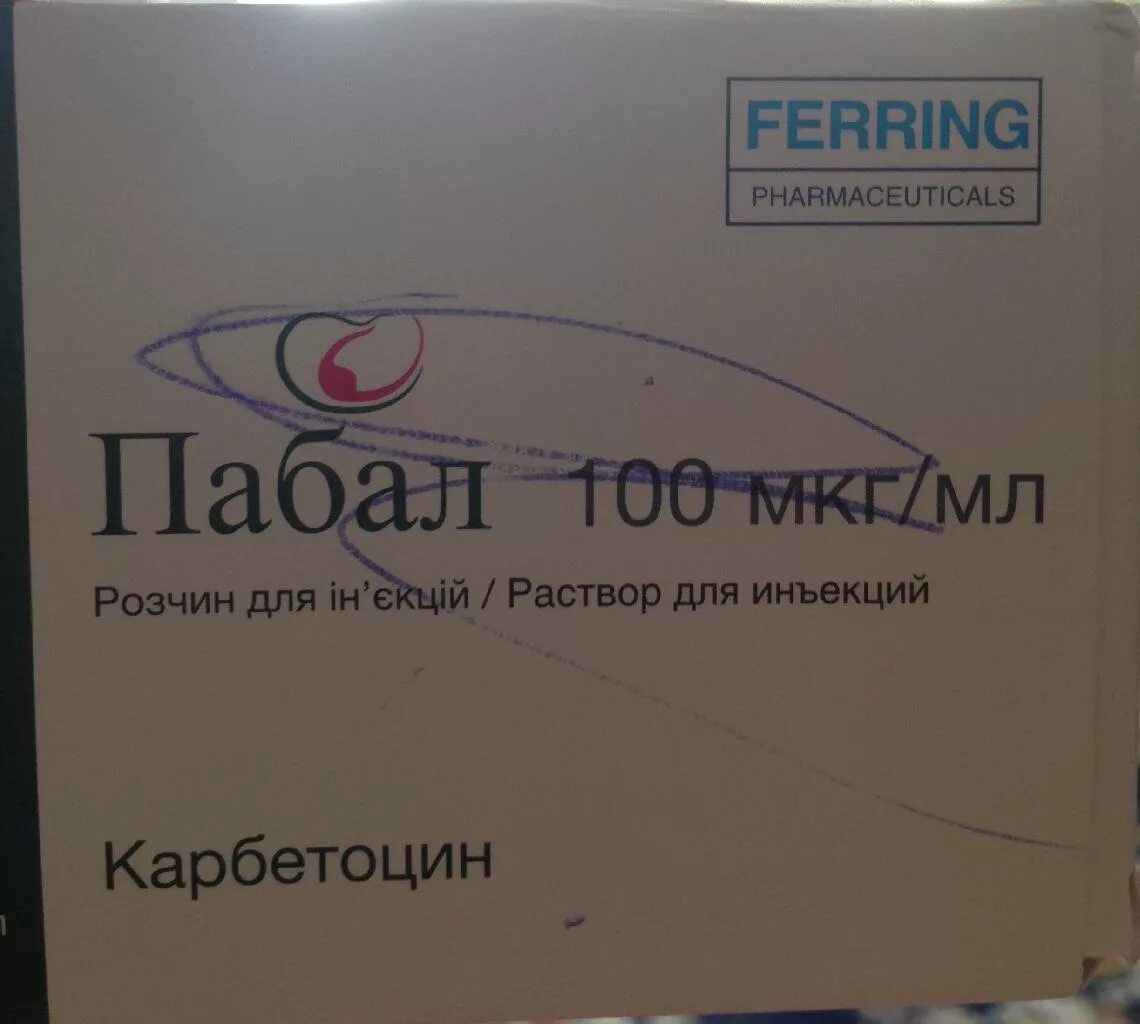 FERRING
PHARMACEUTICALS
Пабал 100 мкг/мл
Розчин для ін'єкцій / Раствор для инъекций
Карбетоцин